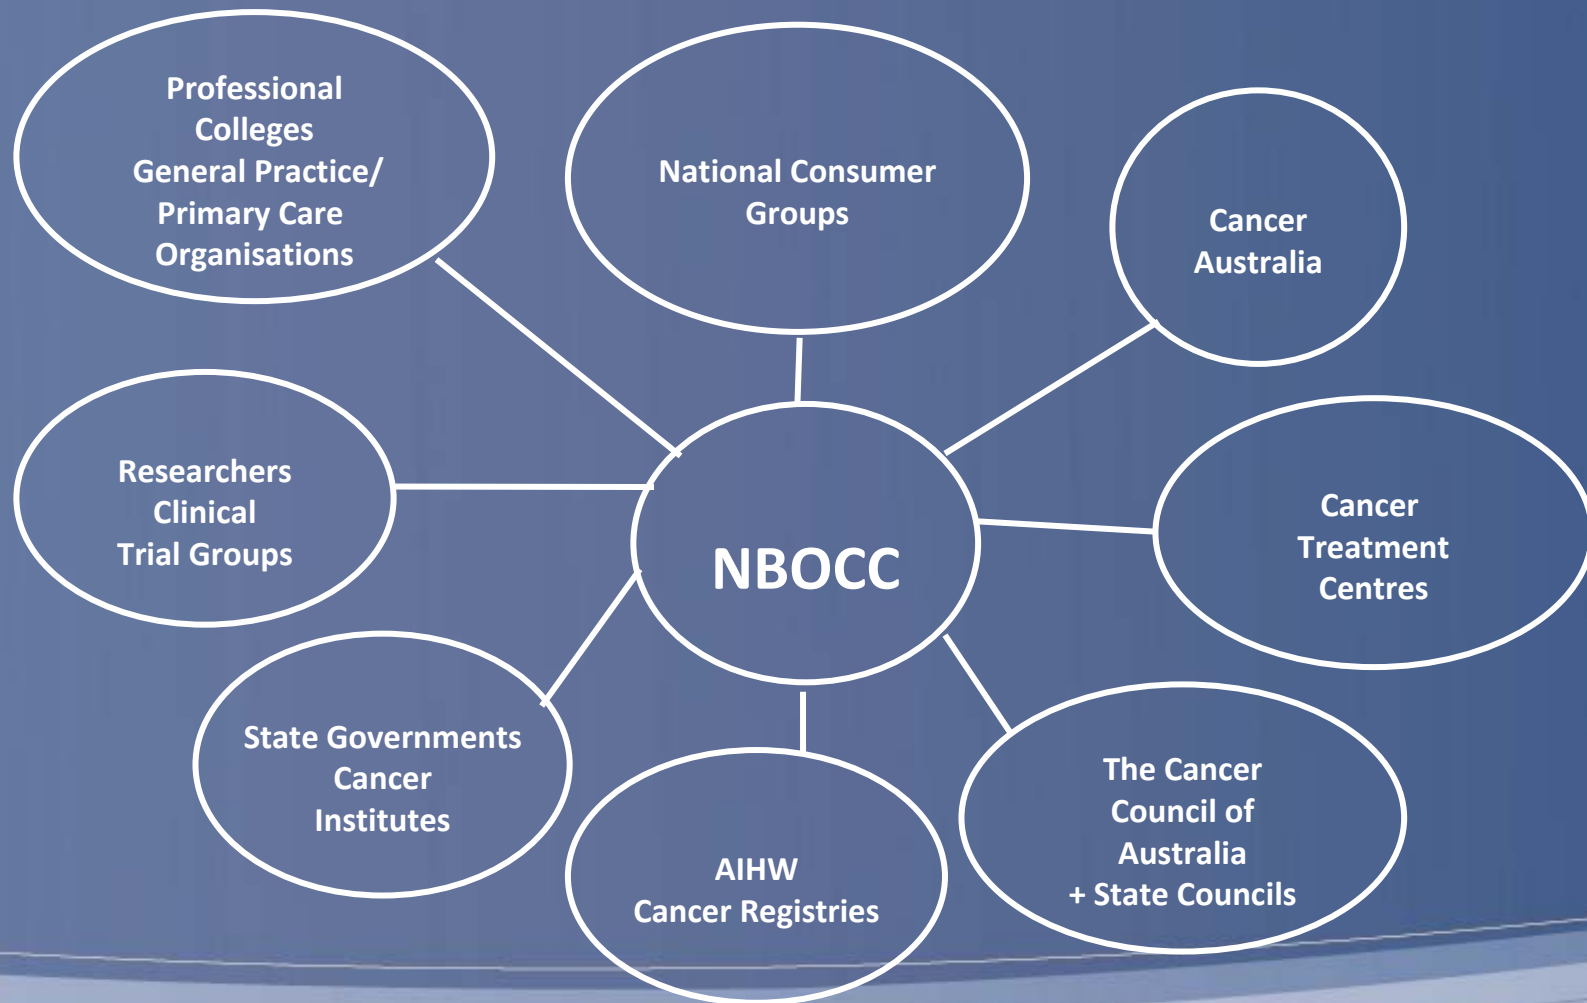 Professional
Colleges
General Practice/
Primary Care
Organisations
National Consumer
Groups
Cancer
Australia
Researchers
Clinical
Trial Groups
NBOCC
Cancer
Treatment
Centres
State Governments
Cancer
Institutes
AIHW
Cancer Registries
The Cancer
Council of
Australia
+ State Councils